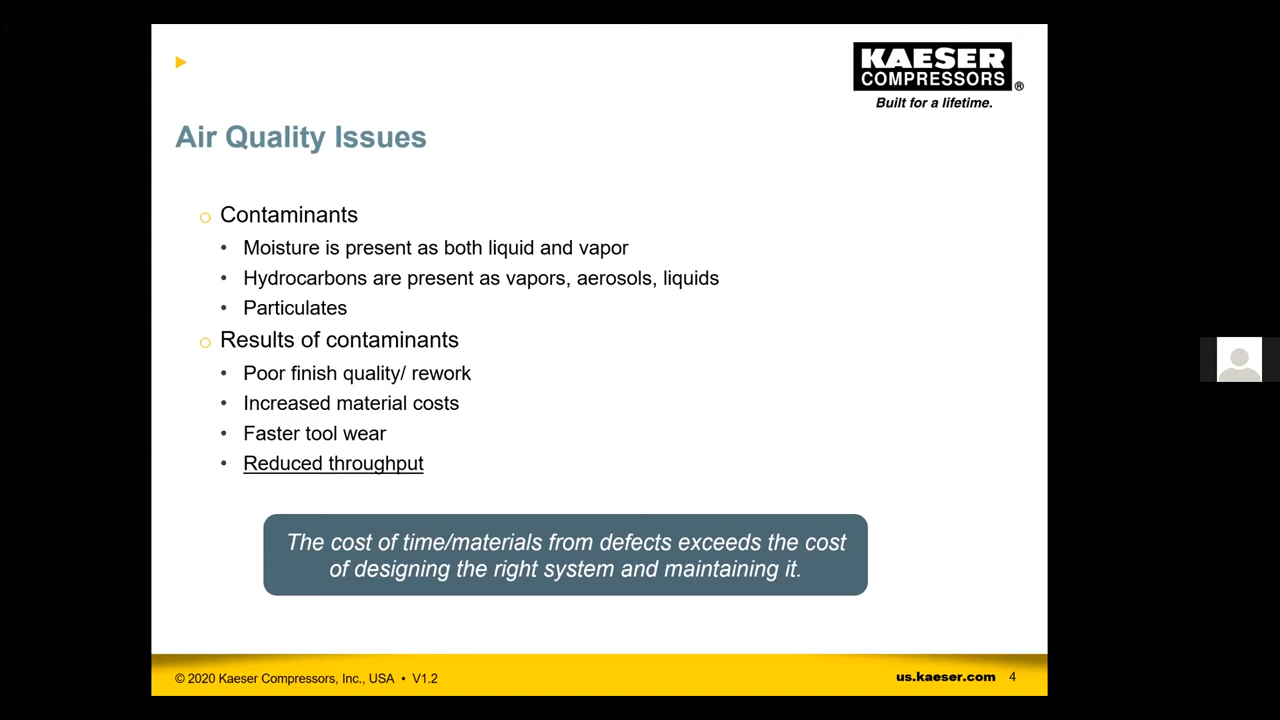 KAESER
COMPRESSORS
®
Built for a lifetime.
Air Quality Issues
Contaminants
• Moisture is present as both liquid and vapor
• Hydrocarbons are present as vapors, aerosols, liquids
• Particulates
Results of contaminants
• Poor finish quality/ rework
• Increased material costs
• Faster tool wear
• Reduced throughput
The cost of time/materials from defects exceeds the cost
of designing the right system and maintaining it.
© 2020 Kaeser Compressors, Inc., USA • V1.2
us.kaeser.com 4